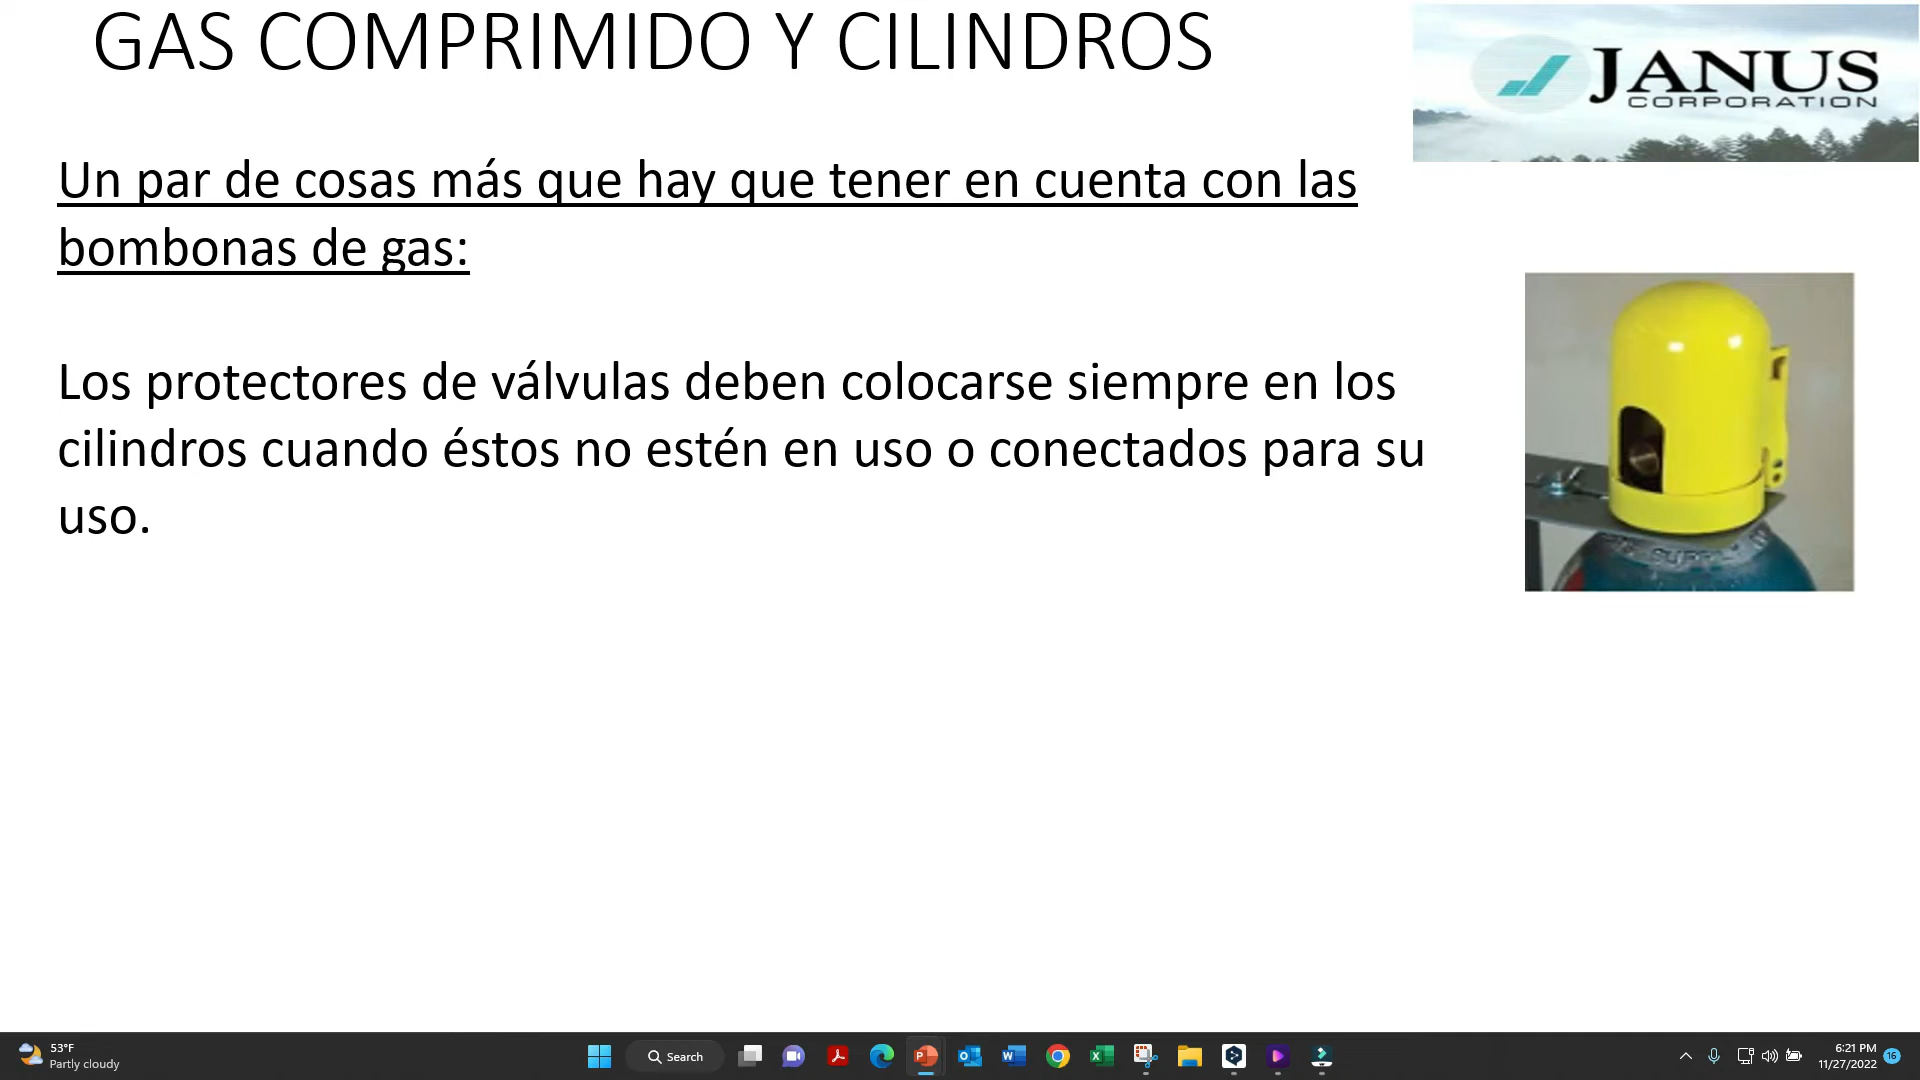 GAS COMPRIMIDO Y CILINDROS
JANUS
CORPORATION
Un par de cosas más que hay que tener en cuenta con las
bombonas de gas:
Los protectores de válvulas deben colocarse siempre en los
cilindros cuando éstos no estén en uso o conectados para su
uso.
53°F
Partly cloudy
Search
6:21 PM
11/27/2022
16